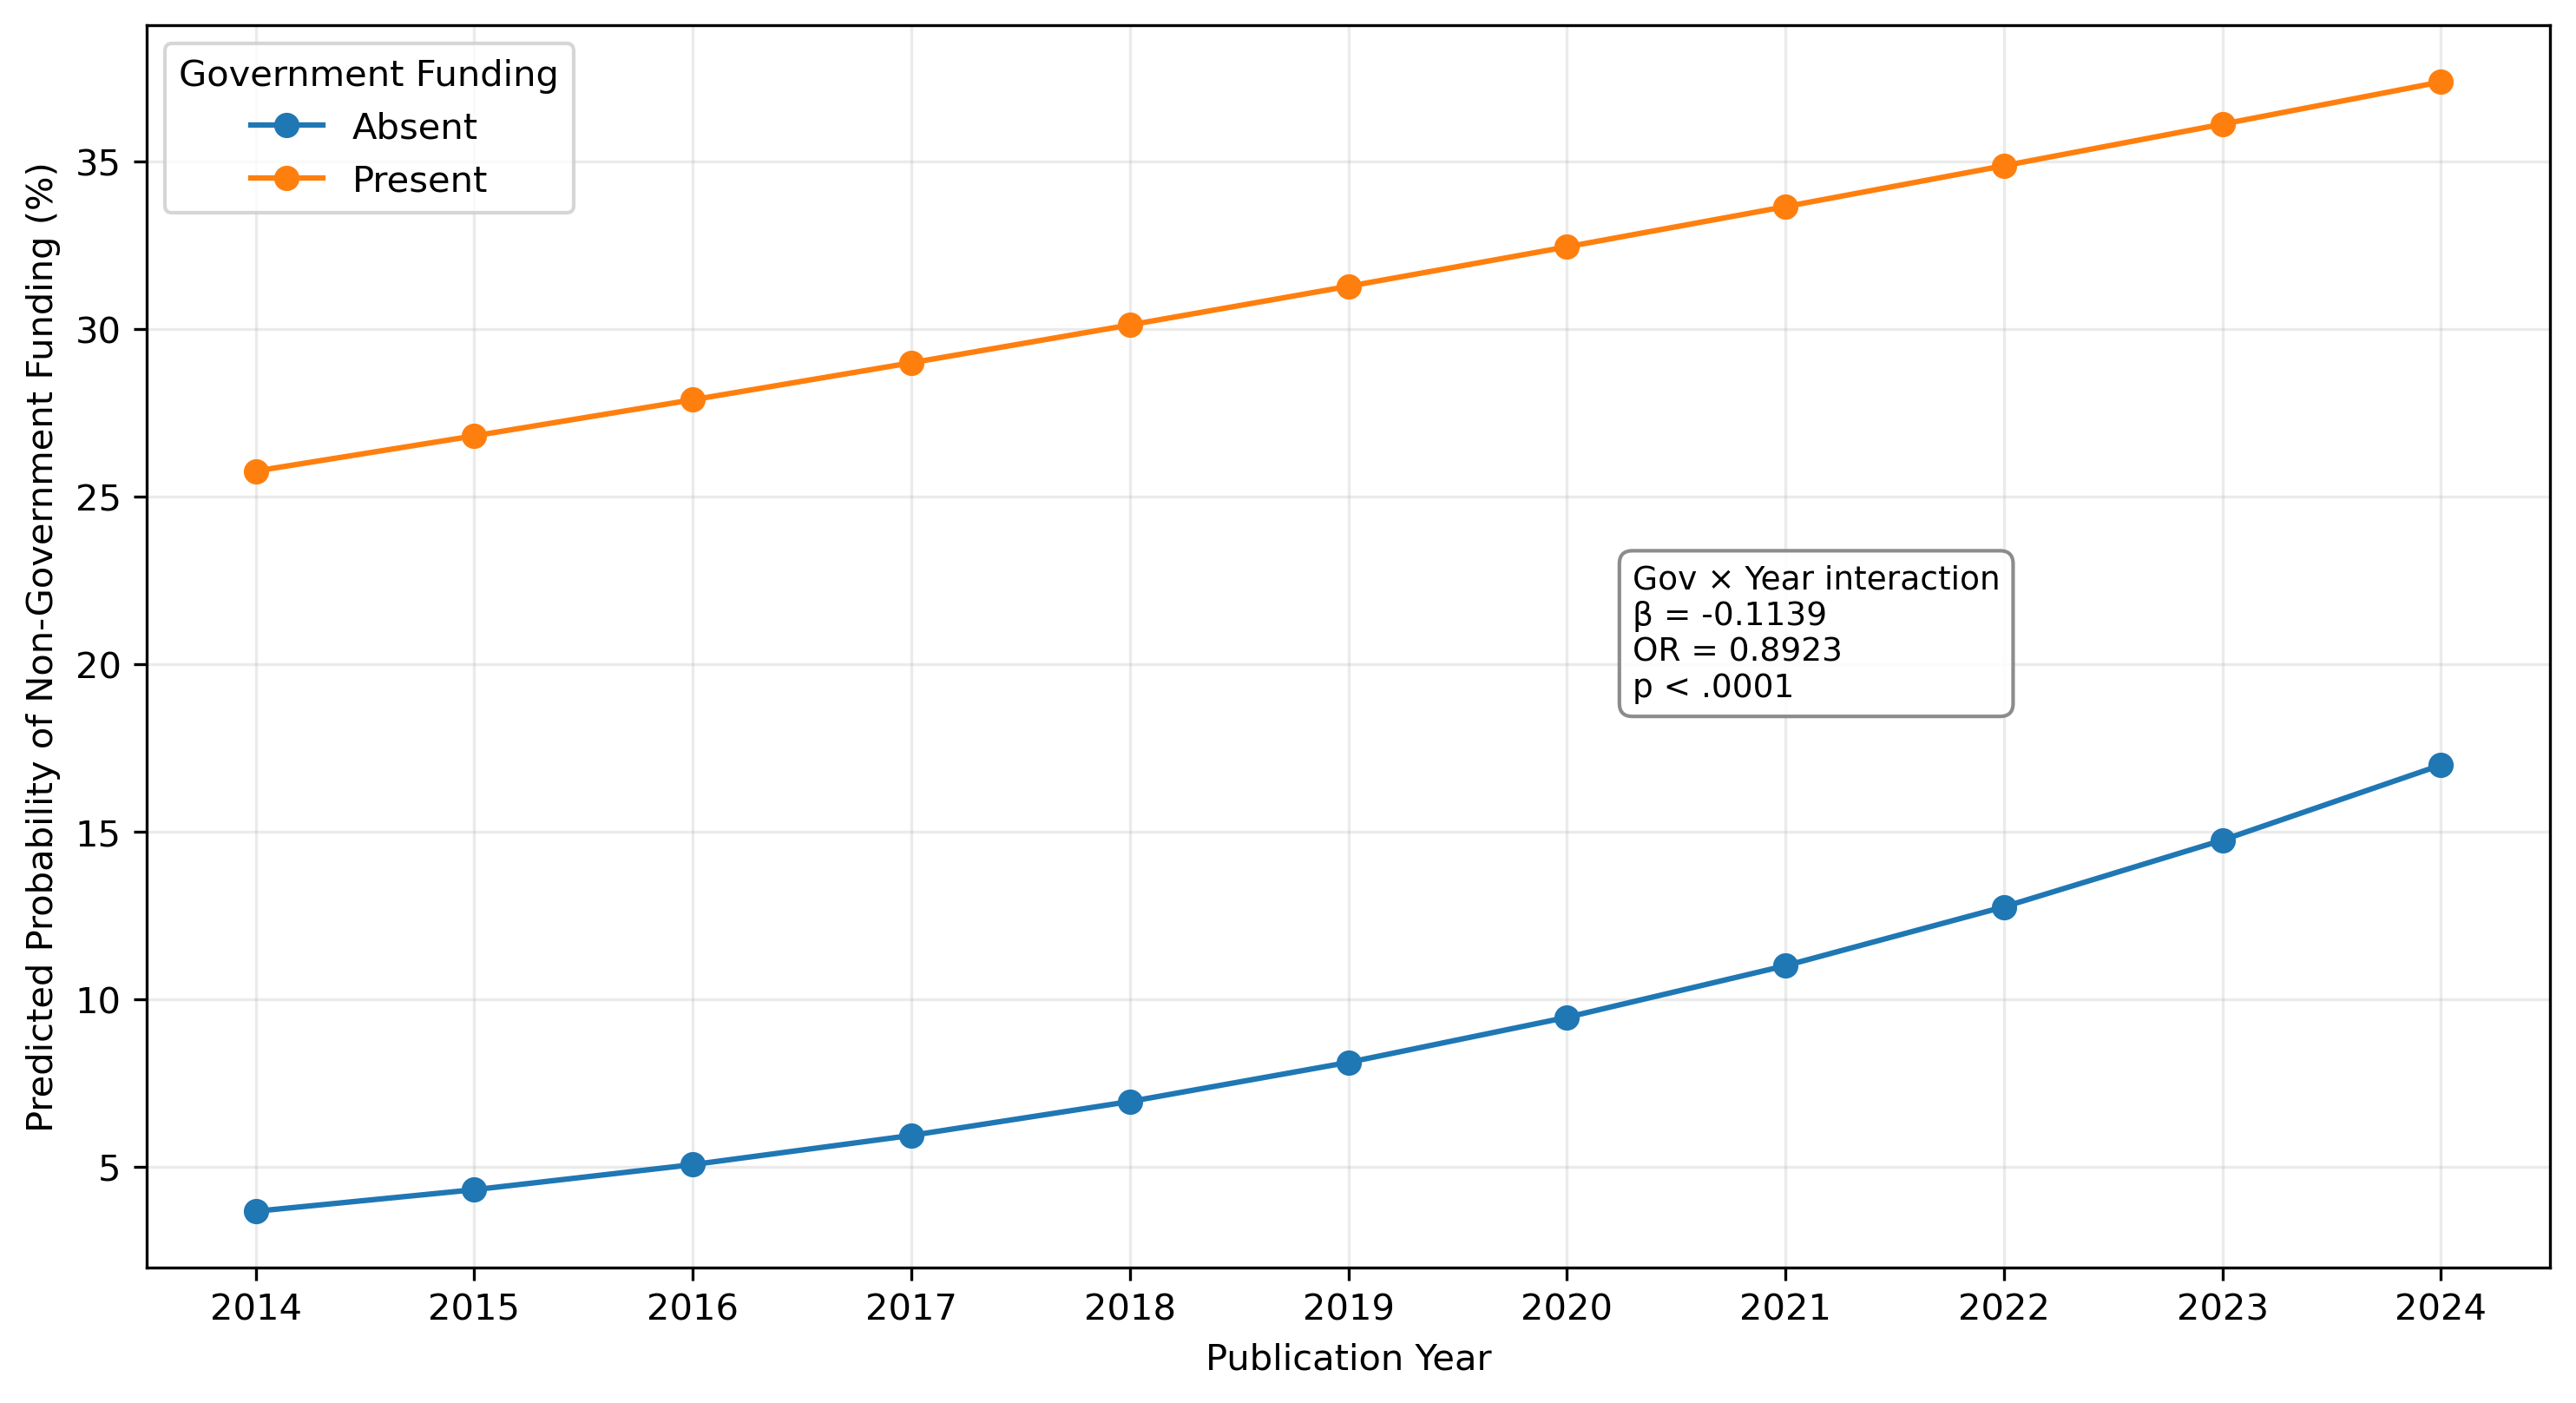 Government Funding
Absent
Present
Predicted Probability of Non-Government Funding (%)
35
30
25
20
15
10
5
Gov × Year interaction
β = -0.1139
OR = 0.8923
p < .0001
2014 2015 2016 2017 2018 2019 2020 2021 2022 2023 2024
Publication Year